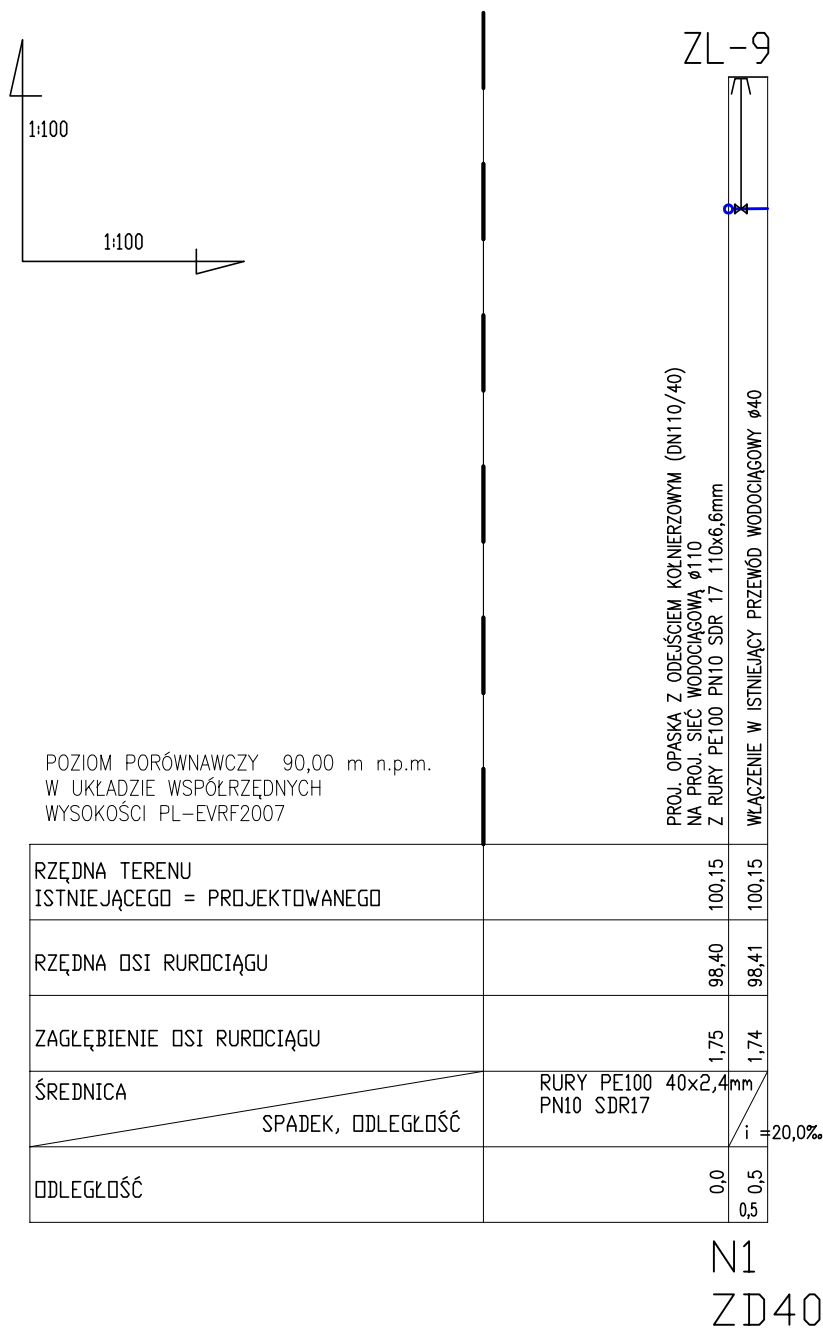 ZL-9
1:100
1:100
PROJ. OPASKA Z ODEJŚCIEM KOŁNIERZOWYM (DN110/40)
NA PROJ. SIEĆ WODOCIĄGOWĄ ø110
Z RURY PE100 PN10 SDR 17 110x6,6mm
WŁĄCZENIE W ISTNIEJĄCY PRZEWÓD WODOCIĄGOWY ø40
POZIOM PORÓWNAWCZY 90,00 m n.p.m.
W UKŁADZIE WSPÓŁRZĘDNYCH
WYSOKOŚCI PL-EVRF2007
RZĘDNA TERENU
ISTNIEJĄCEGO = PROJEKTOWANEGO
100,15
100,15
RZĘDNA OSI RUROCIĄGU
98,40
98,41
ZAGŁĘBIENIE OSI RUROCIĄGU
1,75
1,74
ŚREDNICA
SPADEK, ODLEGŁOŚĆ
RURY PE100 40x2,4mm
PN10 SDR17
i =20,0‰
ODLEGŁOŚĆ
0,0
0,5
0,5
N1
ZD40